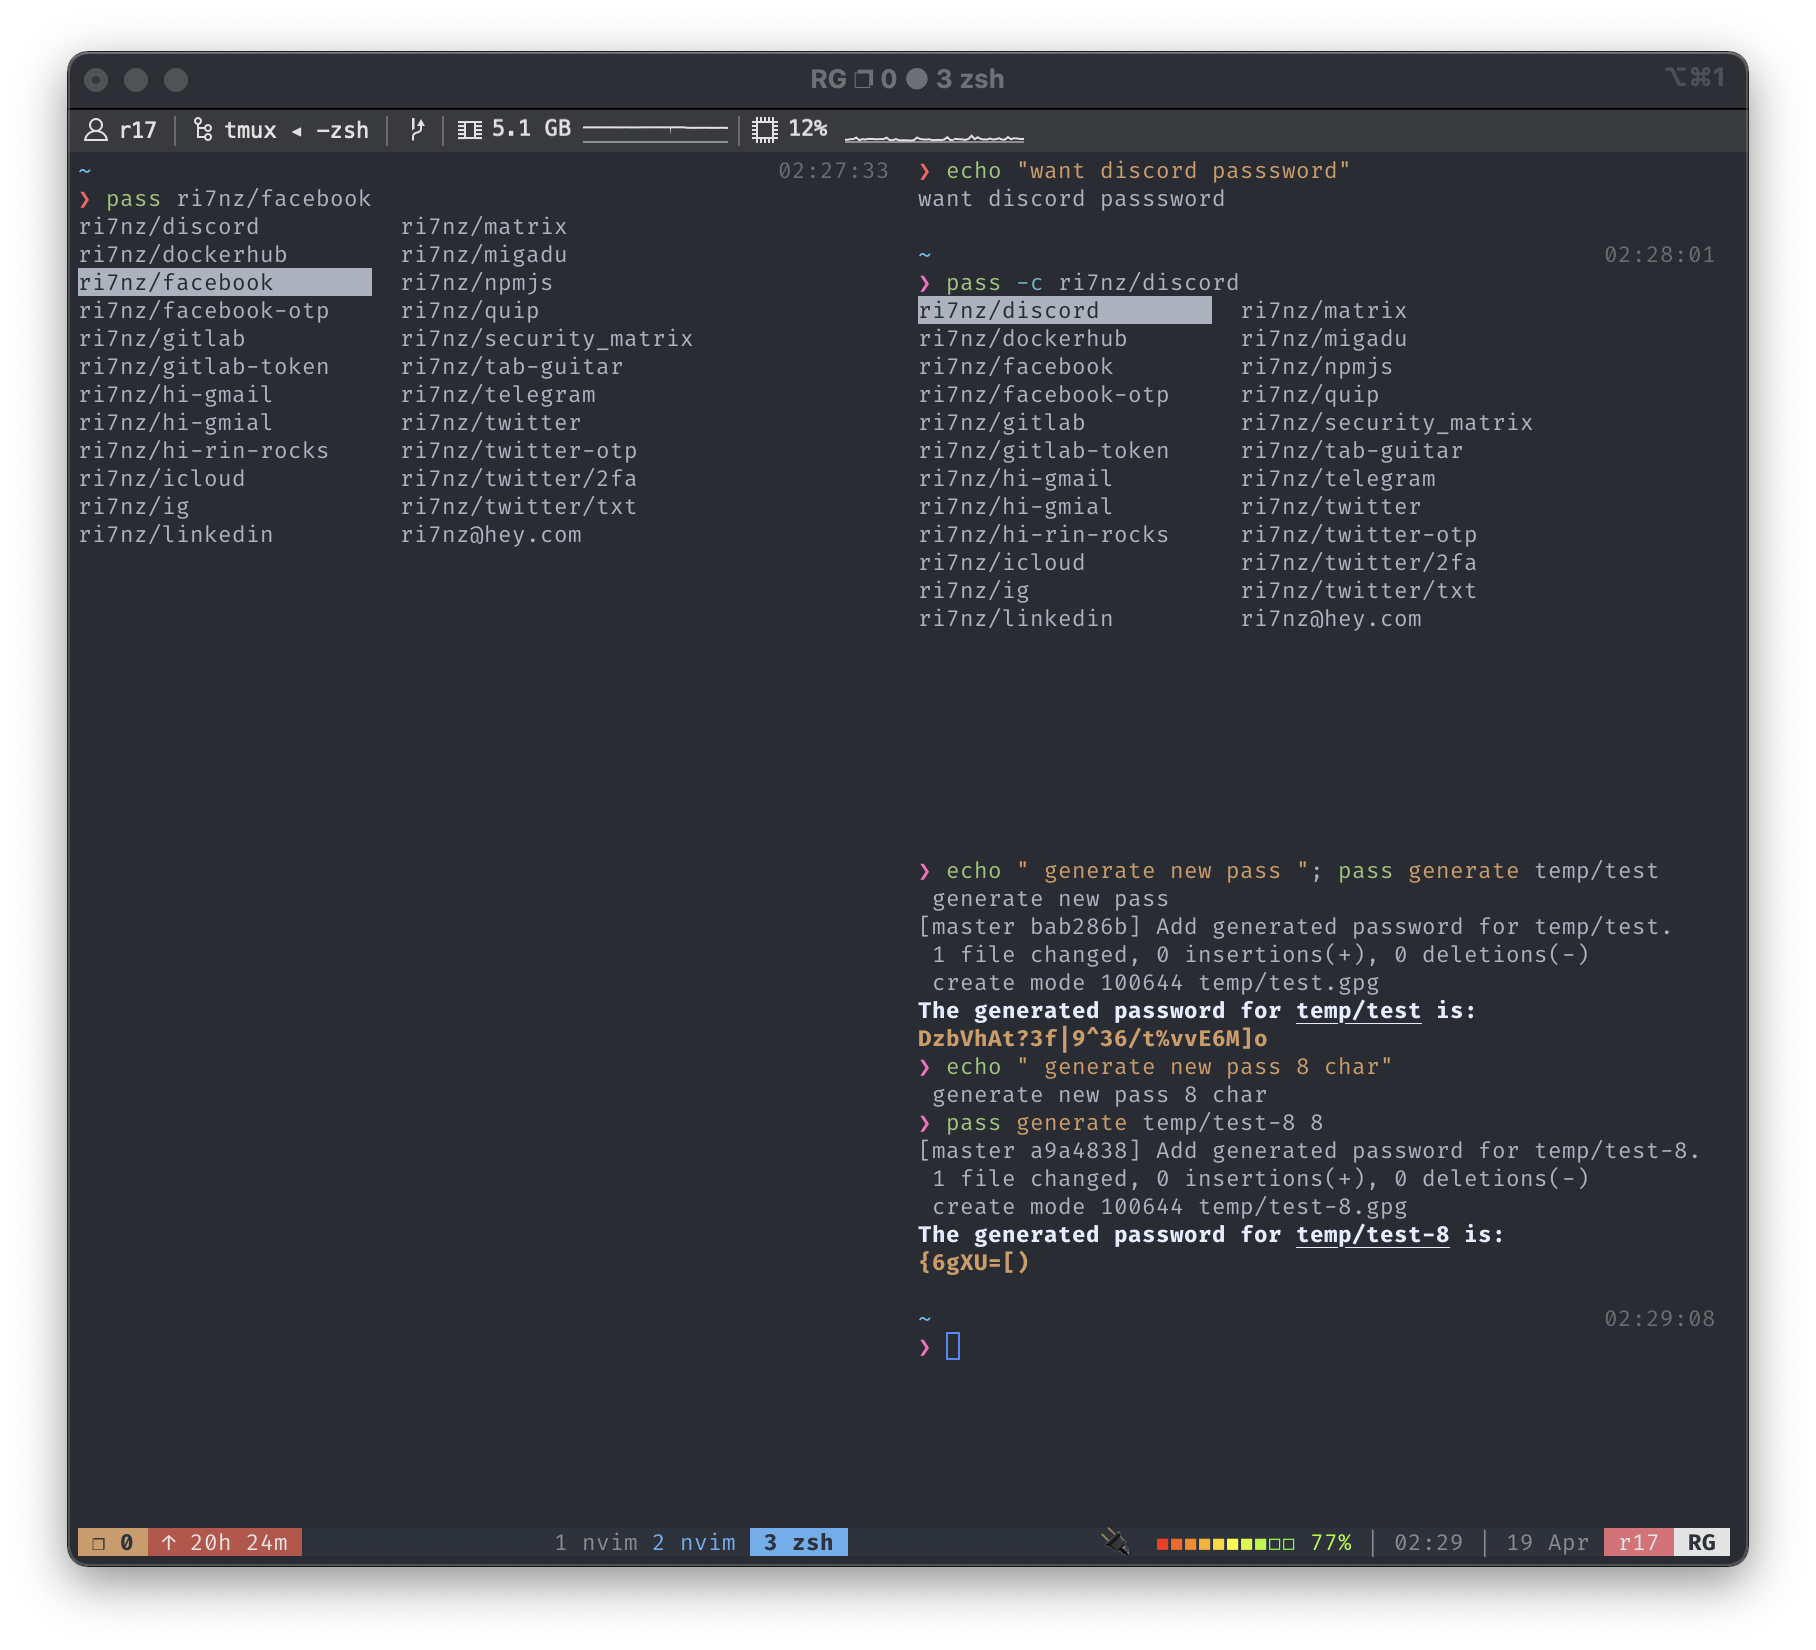 RG 0 3 zsh ⌥⌘1
r17 tmux ◂ -zsh 5.1 GB 12%
~ 02:27:33
❯ pass ri7nz/facebook
ri7nz/discord ri7nz/matrix
ri7nz/dockerhub ri7nz/migadu
ri7nz/facebook ri7nz/npmjs
ri7nz/facebook-otp ri7nz/quip
ri7nz/gitlab ri7nz/security_matrix
ri7nz/gitlab-token ri7nz/tab-guitar
ri7nz/hi-gmail ri7nz/telegram
ri7nz/hi-gmial ri7nz/twitter
ri7nz/hi-rin-rocks ri7nz/twitter-otp
ri7nz/icloud ri7nz/twitter/2fa
ri7nz/ig ri7nz/twitter/txt
ri7nz/linkedin ri7nz@hey.com
❯ echo "want discord passsword"
want discord passsword
~ 02:28:01
❯ pass -c ri7nz/discord
ri7nz/discord ri7nz/matrix
ri7nz/dockerhub ri7nz/migadu
ri7nz/facebook ri7nz/npmjs
ri7nz/facebook-otp ri7nz/quip
ri7nz/gitlab ri7nz/security_matrix
ri7nz/gitlab-token ri7nz/tab-guitar
ri7nz/hi-gmail ri7nz/telegram
ri7nz/hi-gmial ri7nz/twitter
ri7nz/hi-rin-rocks ri7nz/twitter-otp
ri7nz/icloud ri7nz/twitter/2fa
ri7nz/ig ri7nz/twitter/txt
ri7nz/linkedin ri7nz@hey.com
❯ echo " generate new pass "; pass generate temp/test
generate new pass
[master bab286b] Add generated password for temp/test.
1 file changed, 0 insertions(+), 0 deletions(-)
create mode 100644 temp/test.gpg
The generated password for temp/test is:
DzbVhAt?3f|9^36/t%vvE6M]o
❯ echo " generate new pass 8 char"
generate new pass 8 char
❯ pass generate temp/test-8 8
[master a9a4838] Add generated password for temp/test-8.
1 file changed, 0 insertions(+), 0 deletions(-)
create mode 100644 temp/test-8.gpg
The generated password for temp/test-8 is:
{6gXU=[)
~ 02:29:08
❯
0 ↑ 20h 24m 1 nvim 2 nvim 3 zsh 77% | 02:29 | 19 Apr r17 RG